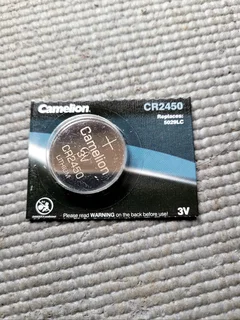 Camelion
CR2450
Replaces:
5029LC
+
Camelion
3V
CR2450
LITHIUM
Please read WARNING on the back before use!
3V